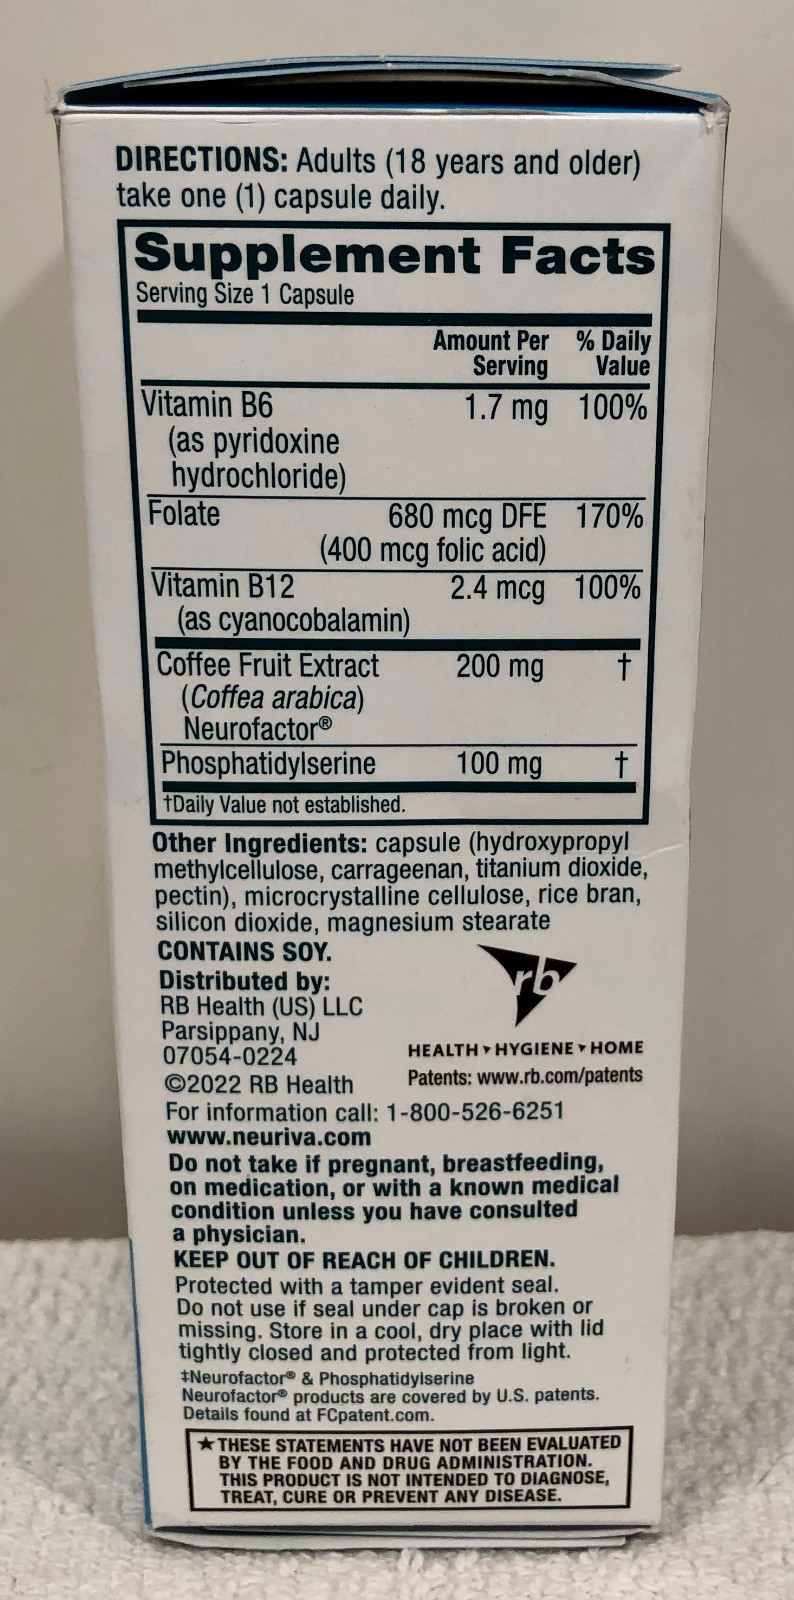 DIRECTIONS: Adults (18 years and older)
take one (1) capsule daily.
Supplement Facts
Serving Size 1 Capsule
Amount Per % Daily
Serving Value
Vitamin B6 1.7 mg 100%
(as pyridoxine
hydrochloride)
Folate 680 mcg DFE 170%
(400 mcg folic acid)
Vitamin B12 2.4 mcg 100%
(as cyanocobalamin)
Coffee Fruit Extract 200 mg †
(Coffea arabica)
Neurofactor®
Phosphatidylserine 100 mg †
†Daily Value not established.
Other Ingredients: capsule (hydroxypropyl
methylcellulose, carrageenan, titanium dioxide,
pectin), microcrystalline cellulose, rice bran,
silicon dioxide, magnesium stearate
CONTAINS SOY.
Distributed by:
RB Health (US) LLC
Parsippany, NJ
07054-0224
©2022 RB Health
rb
HEALTH ▾ HYGIENE ▾ HOME
Patents: www.rb.com/patents
For information call: 1-800-526-6251
www.neuriva.com
Do not take if pregnant, breastfeeding,
on medication, or with a known medical
condition unless you have consulted
a physician.
KEEP OUT OF REACH OF CHILDREN.
Protected with a tamper evident seal.
Do not use if seal under cap is broken or
missing. Store in a cool, dry place with lid
tightly closed and protected from light.
‡Neurofactor® & Phosphatidylserine
Neurofactor® products are covered by U.S. patents.
Details found at FCpatent.com.
★ THESE STATEMENTS HAVE NOT BEEN EVALUATED
BY THE FOOD AND DRUG ADMINISTRATION.
THIS PRODUCT IS NOT INTENDED TO DIAGNOSE,
TREAT, CURE OR PREVENT ANY DISEASE.